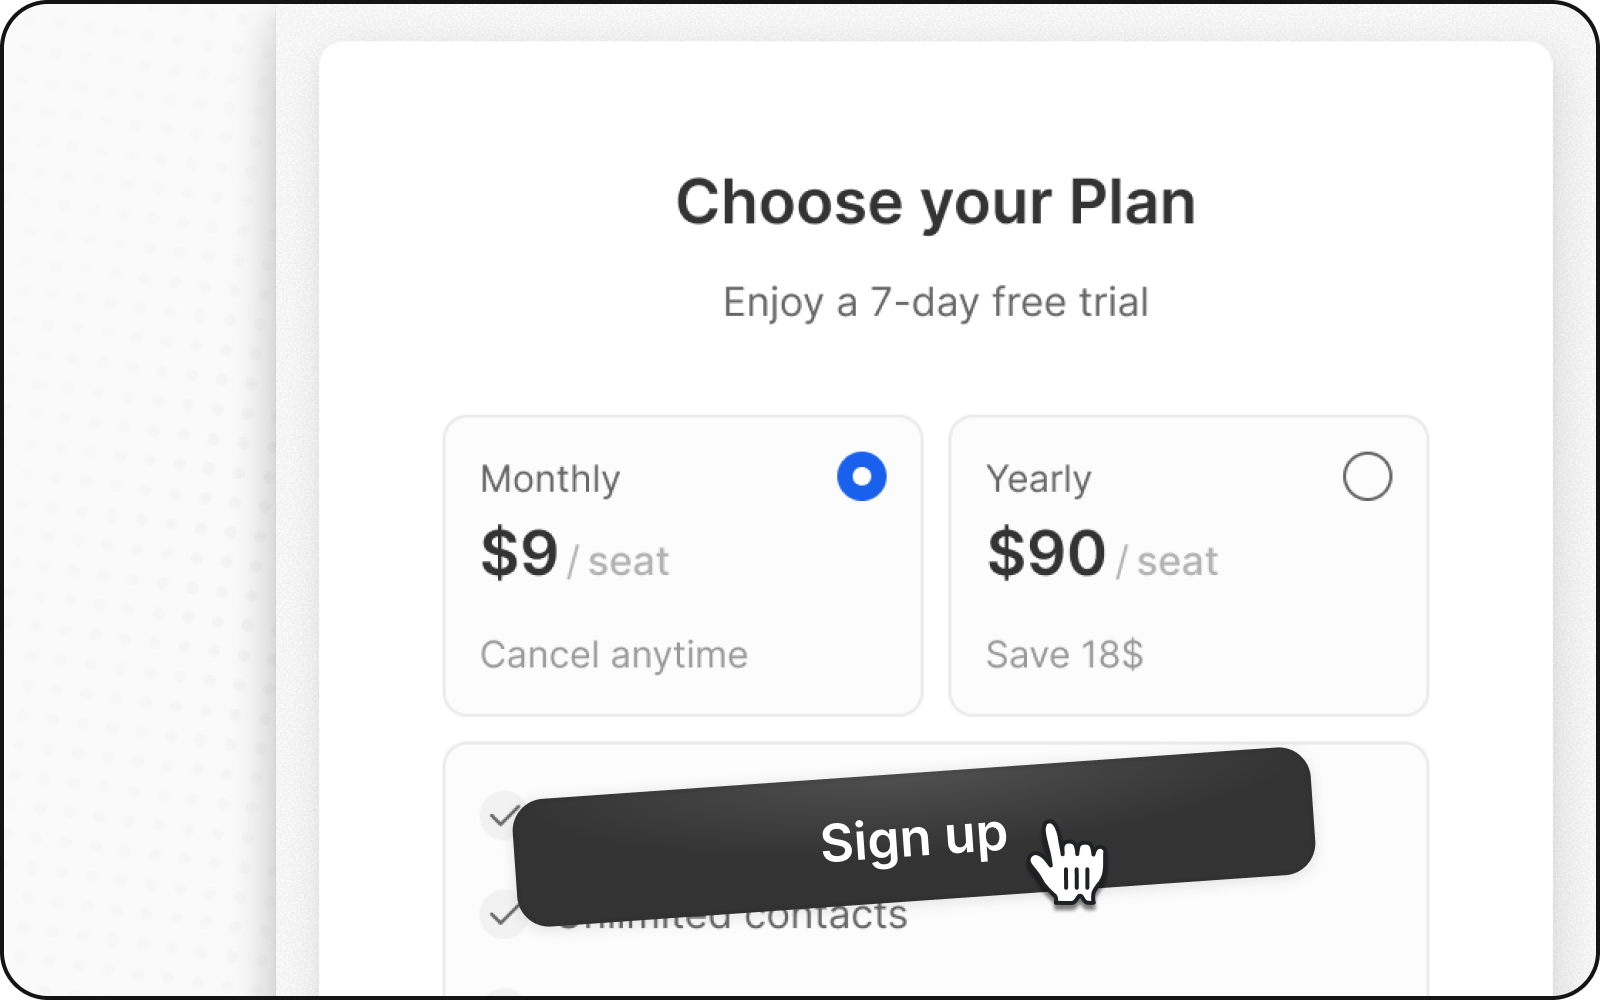 Choose your Plan
Enjoy a 7-day free trial
Monthly
$9 / seat
Cancel anytime
Yearly
$90 / seat
Save 18$
Sign up
Unlimited contacts